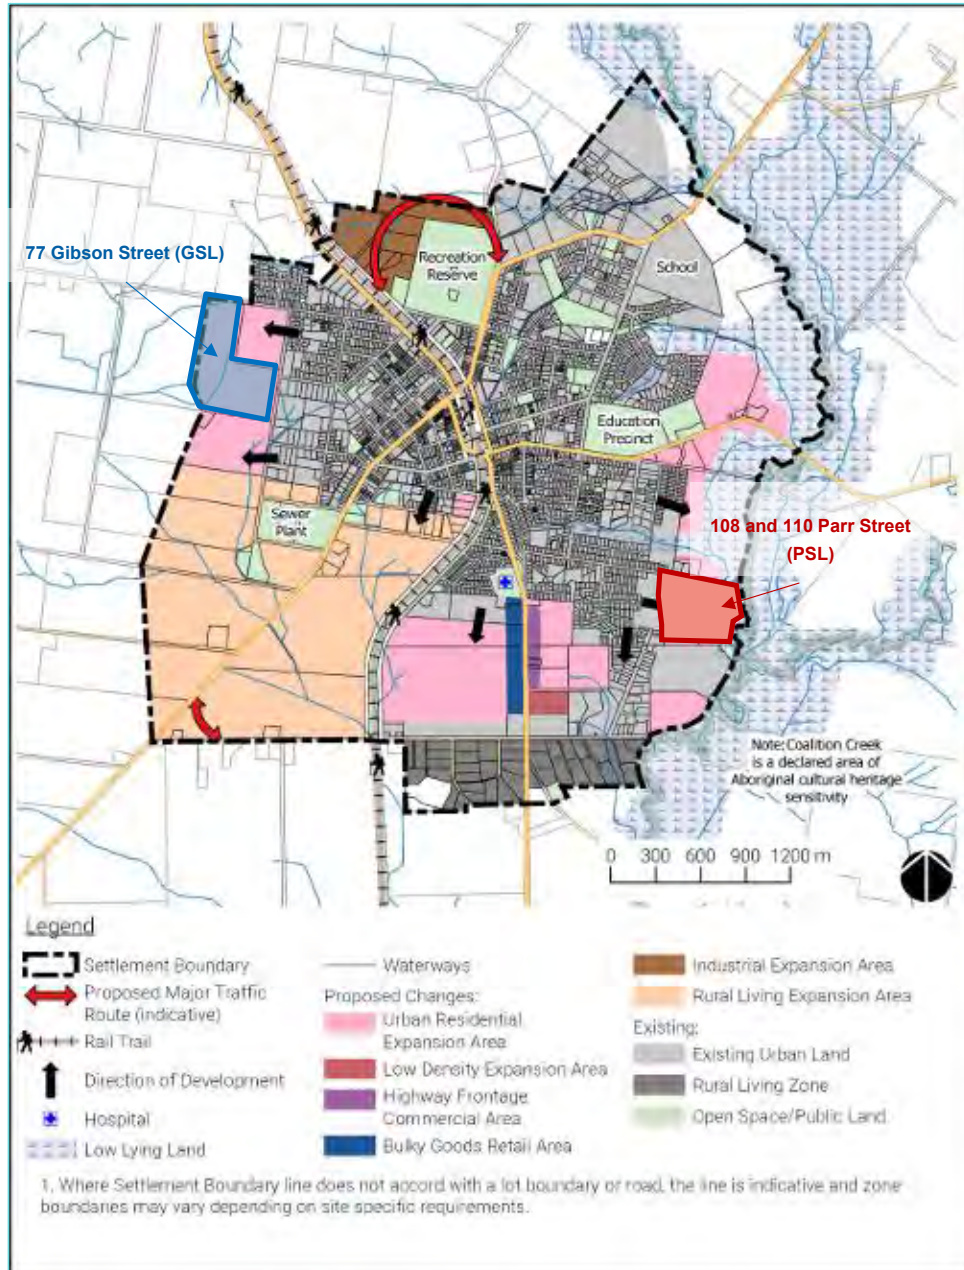 77 Gibson Street (GSL)
Recreation
Reserve
School
Education
Precinct
Sewer
Plant
108 and 110 Parr Street
(PSL)
Note: Coalition Creek
is a declared area of
Aboriginal cultural heritage
sensitivity
0 300 600 900 1200 m
Legend
Settlement Boundary
Proposed Major Traffic
Route (indicative)
Rail Trail
Direction of Development
Hospital
Low Lying Land
Waterways
Proposed Changes:
Urban Residential
Expansion Area
Low Density Expansion Area
Highway Frontage
Commercial Area
Bulky Goods Retail Area
Industrial Expansion Area
Rural Living Expansion Area
Existing:
Existing Urban Land
Rural Living Zone
Open Space/Public Land
1. Where Settlement Boundary line does not accord with a lot boundary or road, the line is indicative and zone
boundaries may vary depending on site specific requirements.